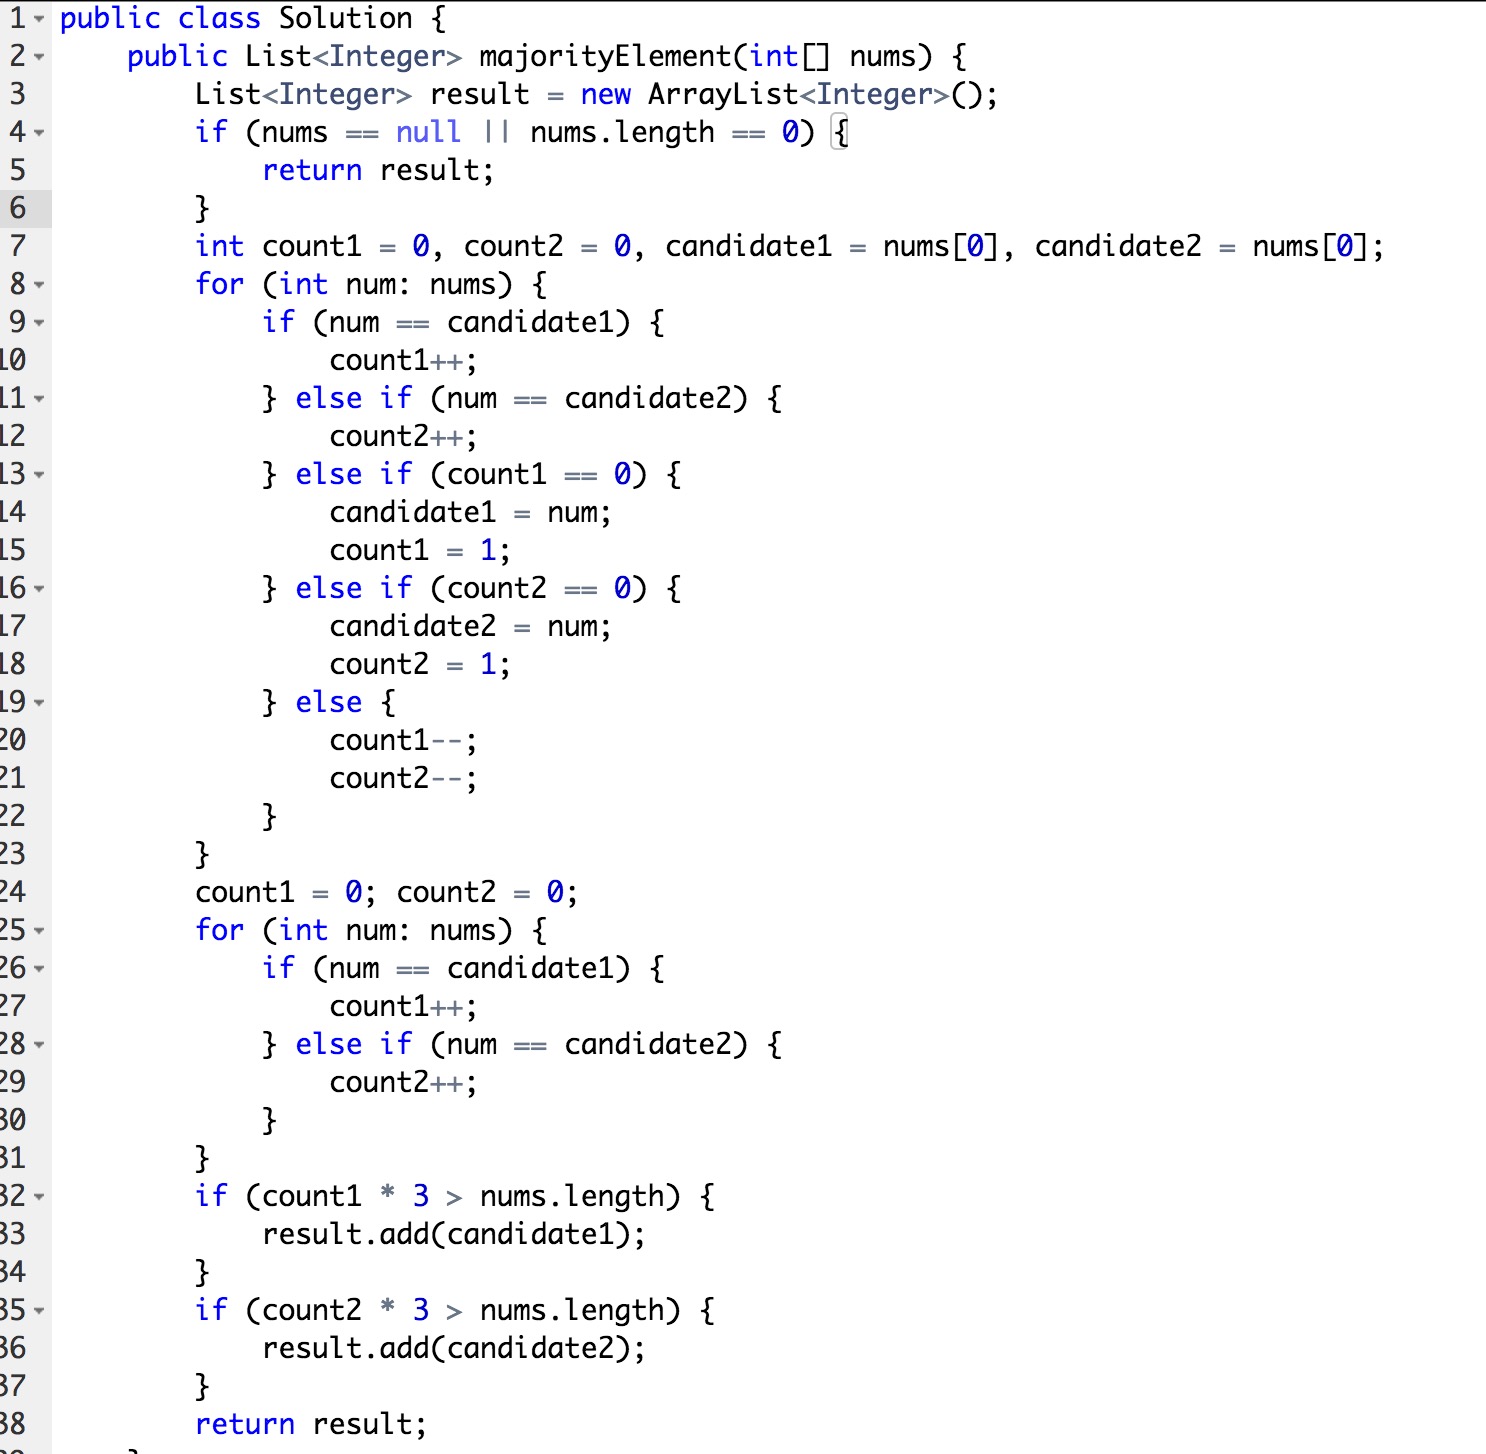 1 public class Solution {
2     public List<Integer> majorityElement(int[] nums) {
3         List<Integer> result = new ArrayList<Integer>();
4         if (nums == null || nums.length == 0) {
5             return result;
6         }
7         int count1 = 0, count2 = 0, candidate1 = nums[0], candidate2 = nums[0];
8         for (int num: nums) {
9             if (num == candidate1) {
10                 count1++;
11             } else if (num == candidate2) {
12                 count2++;
13             } else if (count1 == 0) {
14                 candidate1 = num;
15                 count1 = 1;
16             } else if (count2 == 0) {
17                 candidate2 = num;
18                 count2 = 1;
19             } else {
20                 count1--;
21                 count2--;
22             }
23         }
24         count1 = 0; count2 = 0;
25         for (int num: nums) {
26             if (num == candidate1) {
27                 count1++;
28             } else if (num == candidate2) {
29                 count2++;
30             }
31         }
32         if (count1 * 3 > nums.length) {
33             result.add(candidate1);
34         }
35         if (count2 * 3 > nums.length) {
36             result.add(candidate2);
37         }
38         return result;